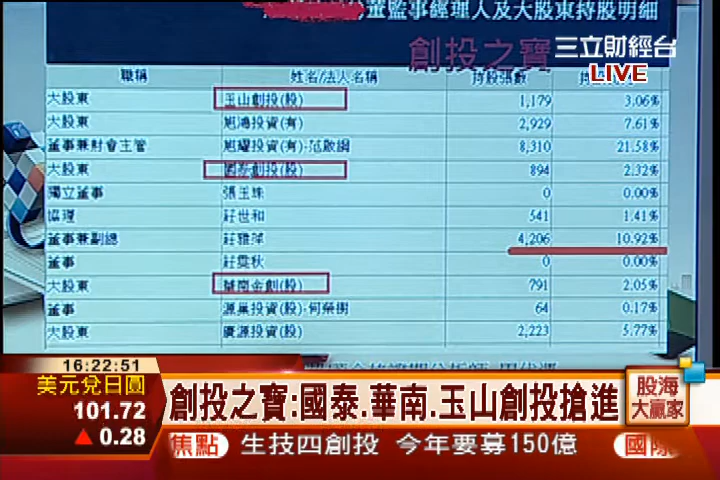 董監事經理人及大股東持股明細
創投之寶
三立財經台
LIVE
職稱 姓名/法人名稱 持股張數
大股東 玉山創投(股) 1,179 3.06%
大股東 旭鴻投資(有) 2,929 7.61%
董事兼財會主管 旭耀投資(有)-范啟綱 8,310 21.58%
大股東 國泰創投(股) 894 2.32%
獨立董事 張玉珠 0 0.00%
協理 莊世和 541 1.41%
董事兼副總 莊雅萍 4,206 10.92%
董事 莊奕秋 0 0.00%
大股東 華南金創(股) 791 2.05%
董事 源巢投資(股)-何榮樹 64 0.17%
大股東 廣源投資(股) 2,223 5.77%
16:22:51
美元兌日圓
101.72
▲0.28
創投之寶:國泰.華南.玉山創投搶進
股海
大贏家
焦點 生技四創投 今年要募150億 國際